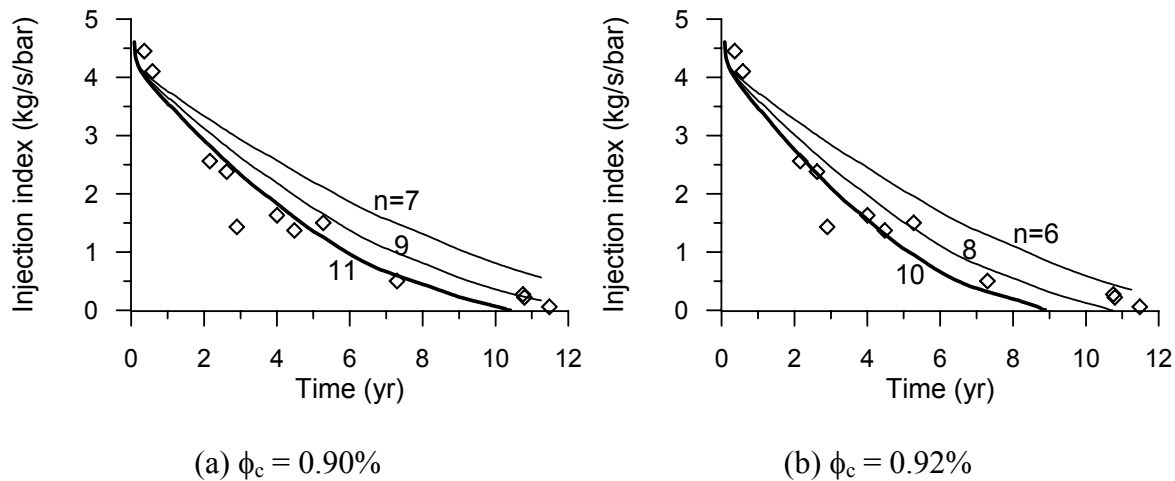 Injection index (kg/s/bar)
5
4
3
2
1
0
n=7
9
11
0 2 4 6 8 10 12
Time (yr)
(a) ϕc = 0.90%
Injection index (kg/s/bar)
5
4
3
2
1
0
n=6
8
10
0 2 4 6 8 10 12
Time (yr)
(b) ϕc = 0.92%